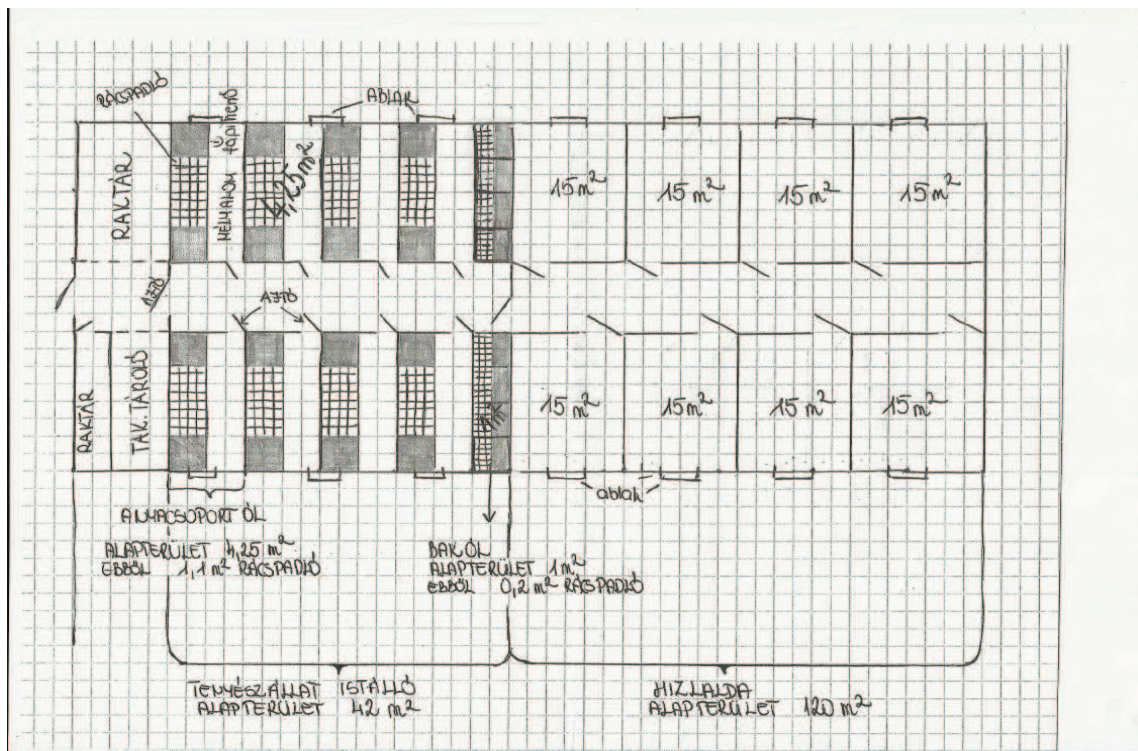 RÁCSPADLÓ
ABLAK
RAKTÁR
MÉLYALOM
4,25 m²
15 m²
15 m²
15 m²
15 m²
AJTÓ
AJTÓ
RAKTÁR
TAK. TÁROLÓ
1 m²
15 m²
15 m²
15 m²
15 m²
ablak
ANYACSOPORT ÓL
ALAPTERÜLET 4,25 m²
EBBŐL 1,1 m² RÁCSPADLÓ
BAKÓL
ALAPTERÜLET 1 m²
EBBŐL 0,2 m² RÁCSPADLÓ
TENYÉSZÁLLAT ISTÁLLÓ
ALAPTERÜLET 42 m²
HIZLALDA
ALAPTERÜLET 120 m²